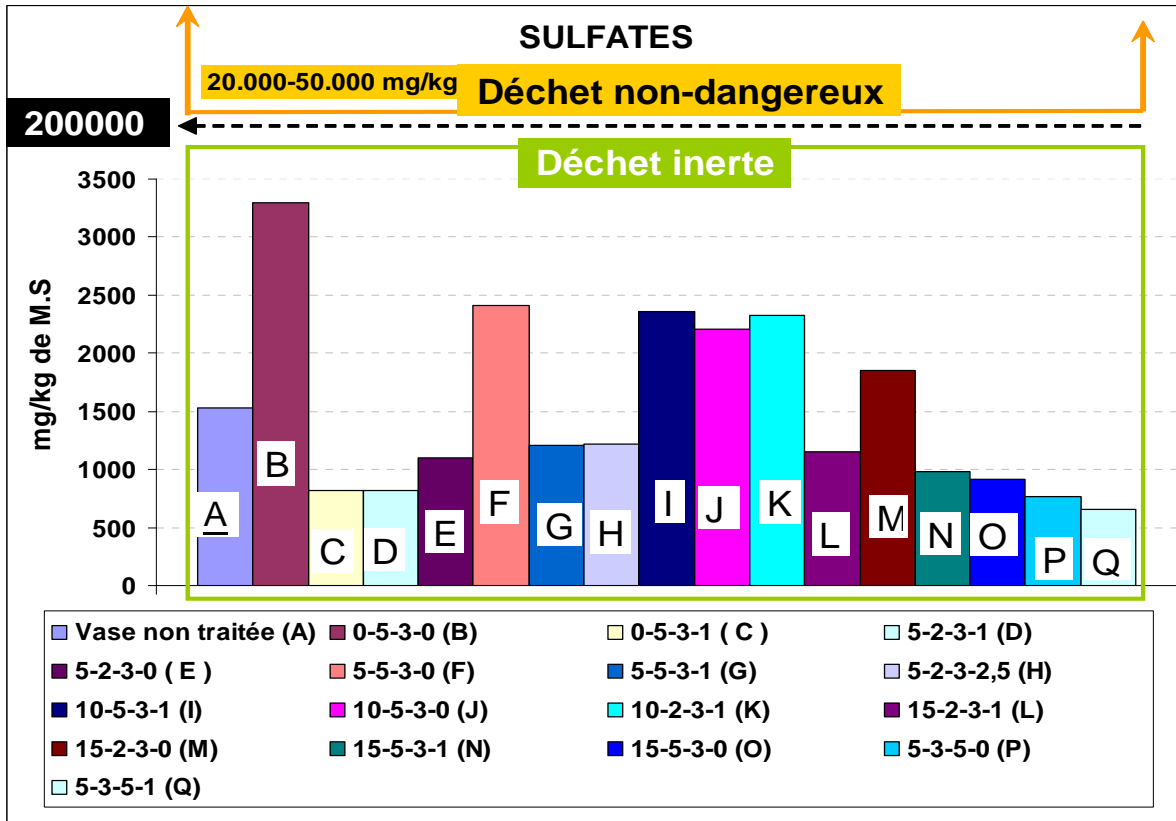 SULFATES
20.000-50.000 mg/kg
Déchet non-dangereux
200000
Déchet inerte
mg/kg de M.S
3500
3000
2500
2000
1500
1000
500
0
A
B
C
D
E
F
G
H
I
J
K
L
M
N
O
P
Q
Vase non traitée (A) 0-5-3-0 (B) 0-5-3-1 ( C ) 5-2-3-1 (D)
5-2-3-0 ( E ) 5-5-3-0 (F) 5-5-3-1 (G) 5-2-3-2,5 (H)
10-5-3-1 (I) 10-5-3-0 (J) 10-2-3-1 (K) 15-2-3-1 (L)
15-2-3-0 (M) 15-5-3-1 (N) 15-5-3-0 (O) 5-3-5-0 (P)
5-3-5-1 (Q)